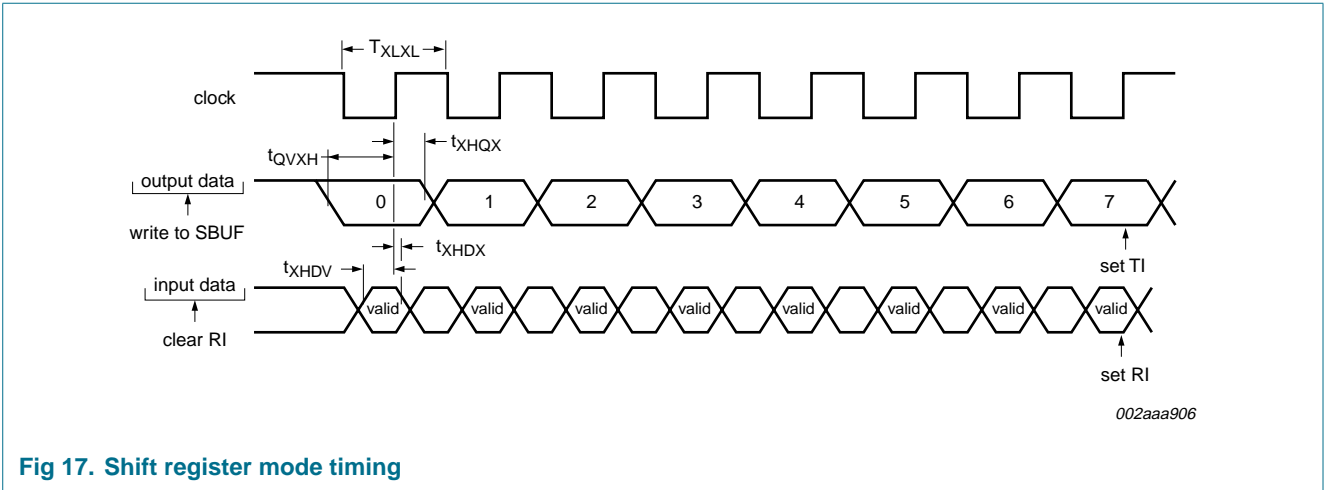 TXLXL
clock
tXHQX
tQVXH
output data
0 1 2 3 4 5 6 7
write to SBUF
tXHDX
set TI
tXHDV
input data
valid valid valid valid valid valid valid valid
clear RI
set RI
002aaa906
Fig 17. Shift register mode timing